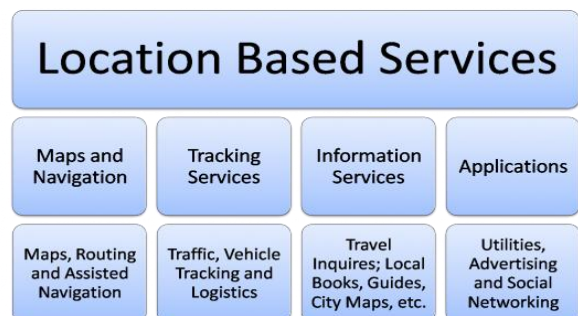 Location Based Services
Maps and
Navigation
Tracking
Services
Information
Services
Applications
Maps, Routing
and Assisted
Navigation
Traffic, Vehicle
Tracking and
Logistics
Travel
Inquires; Local
Books, Guides,
City Maps, etc.
Utilities,
Advertising
and Social
Networking